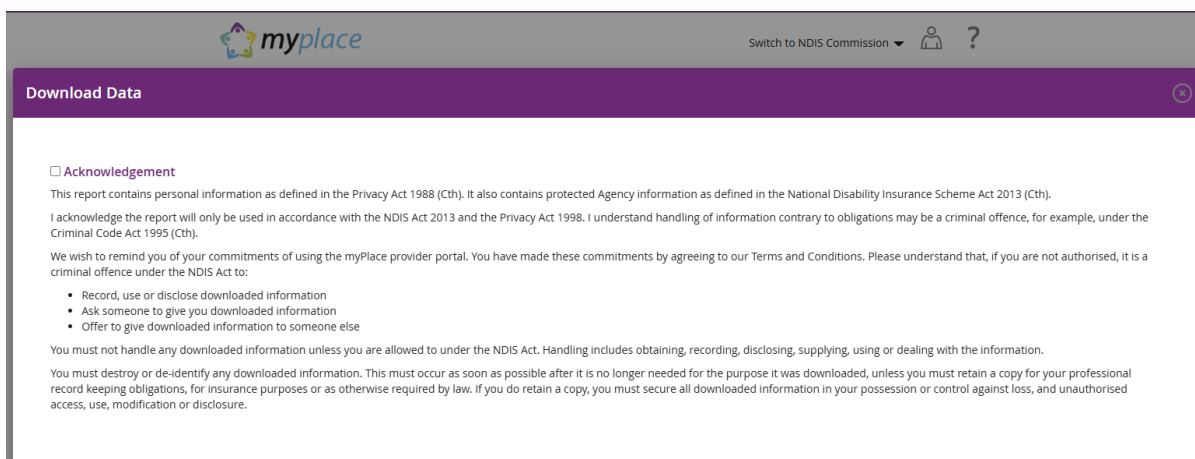 myplace
Switch to NDIS Commission
?
Download Data
Acknowledgement
This report contains personal information as defined in the Privacy Act 1988 (Cth). It also contains protected Agency information as defined in the National Disability Insurance Scheme Act 2013 (Cth).
I acknowledge the report will only be used in accordance with the NDIS Act 2013 and the Privacy Act 1998. I understand handling of information contrary to obligations may be a criminal offence, for example, under the
Criminal Code Act 1995 (Cth).
We wish to remind you of your commitments of using the myPlace provider portal. You have made these commitments by agreeing to our Terms and Conditions. Please understand that, if you are not authorised, it is a
criminal offence under the NDIS Act to:
• Record, use or disclose downloaded information
• Ask someone to give you downloaded information
• Offer to give downloaded information to someone else
You must not handle any downloaded information unless you are allowed to under the NDIS Act. Handling includes obtaining, recording, disclosing, supplying, using or dealing with the information.
You must destroy or de-identify any downloaded information. This must occur as soon as possible after it is no longer needed for the purpose it was downloaded, unless you must retain a copy for your professional
record keeping obligations, for insurance purposes or as otherwise required by law. If you do retain a copy, you must secure all downloaded information in your possession or control against loss, and unauthorised
access, use, modification or disclosure.